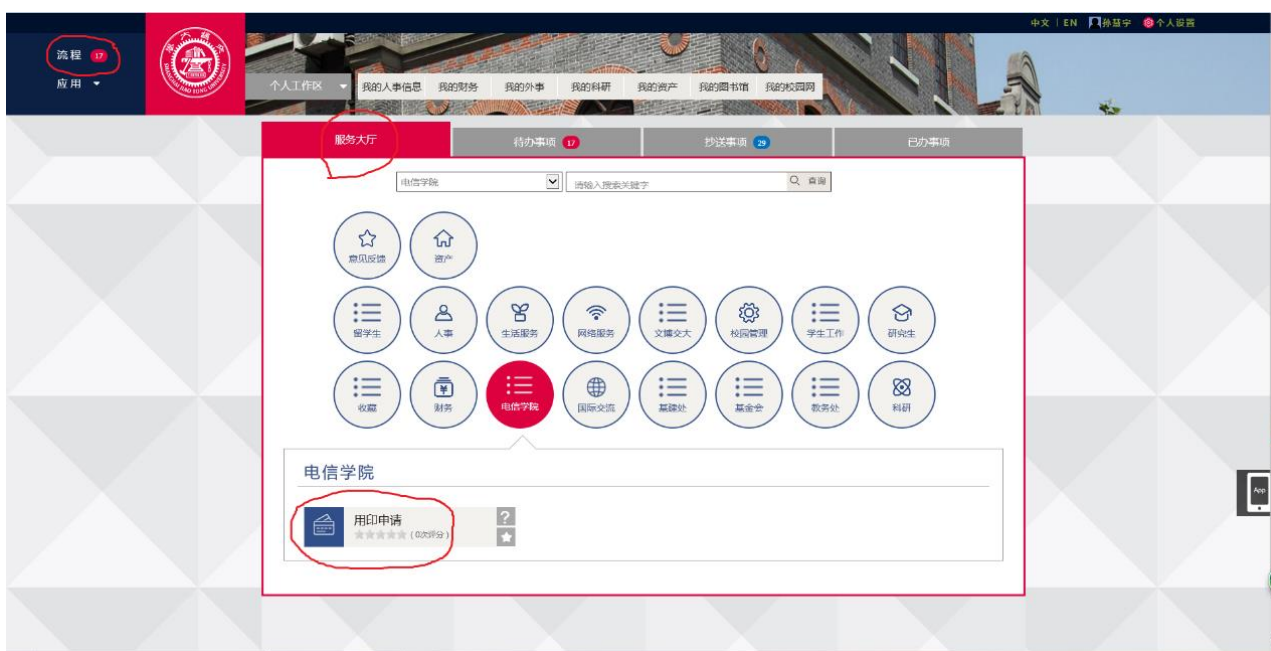 中文 | EN 孙慧宇 个人设置
流程 17
应用
个人工作区 我的人事信息 我的财务 我的外事 我的科研 我的资产 我的图书馆 我的校园网
服务大厅 待办事项 17 抄送事项 29 已办事项
电信学院 请输入搜索关键字 查询
意见反馈 资产
留学生 人事 生活服务 网络服务 文博交大 校园管理 学生工作 研究生
收藏 财务 电信学院 国际交流 基建处 基金会 教务处 科研
电信学院
用印申请 ?
(0次评分)
App